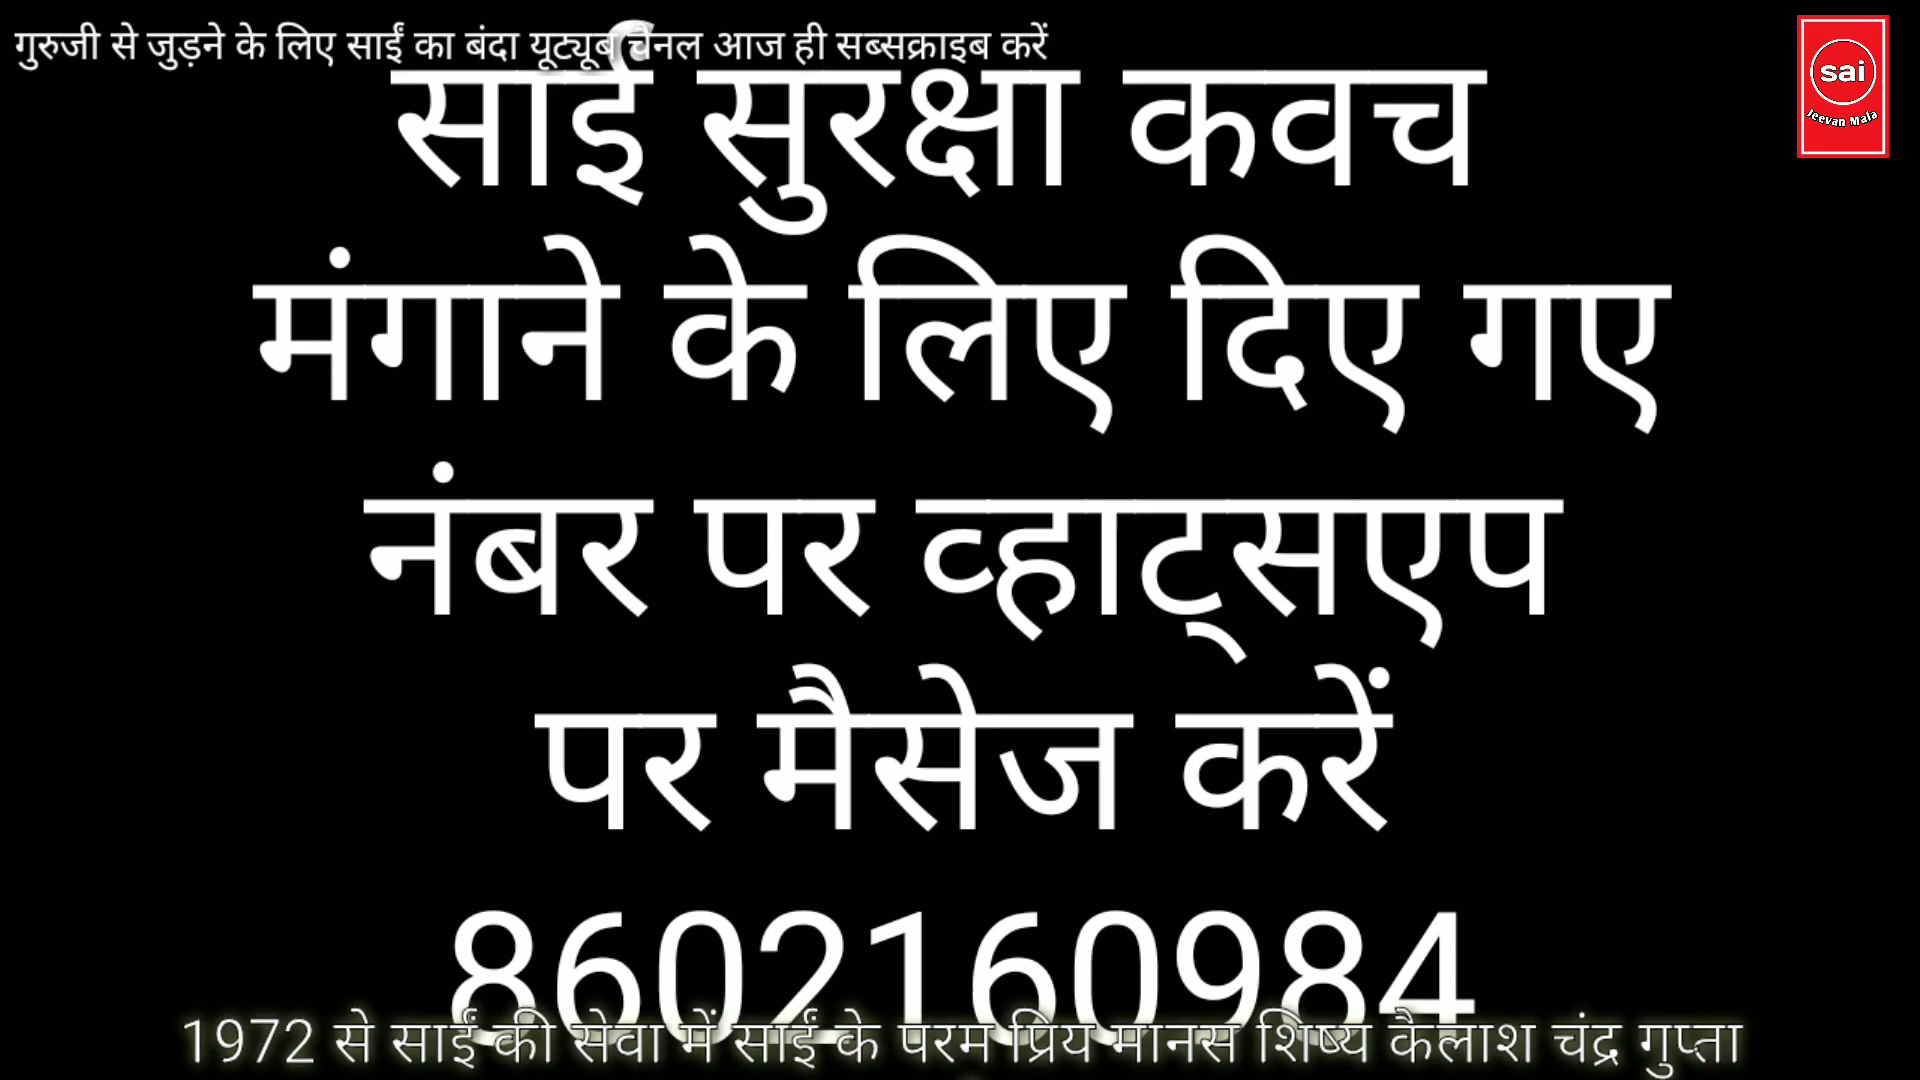 गुरुजी से जुड़ने के लिए साईं का बंदा यूट्यूब चैनल आज ही सब्सक्राइब करें
sai
Jeevan Mala
साईं सुरक्षा कवच
मंगाने के लिए दिए गए
नंबर पर व्हाट्सएप
पर मैसेज करें
8602160984
1972 से साईं की सेवा में साईं के परम प्रिय मानस शिष्य कैलाश चंद्र गुप्ता